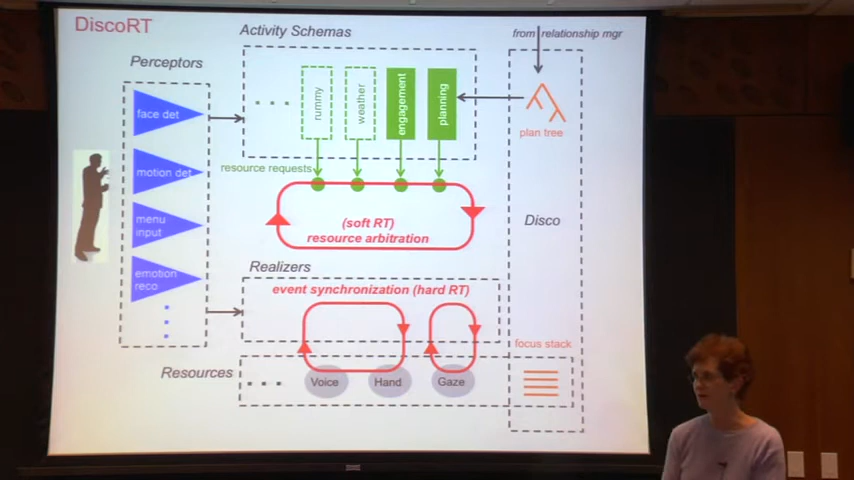 DiscoRT
Activity Schemas
from relationship mgr
Perceptors
face det
motion det
menu
input
emotion
reco
rummy
weather
engagement
planning
plan tree
resource requests
(soft RT)
resource arbitration
Disco
Realizers
event synchronization (hard RT)
focus stack
Resources
Voice
Hand
Gaze